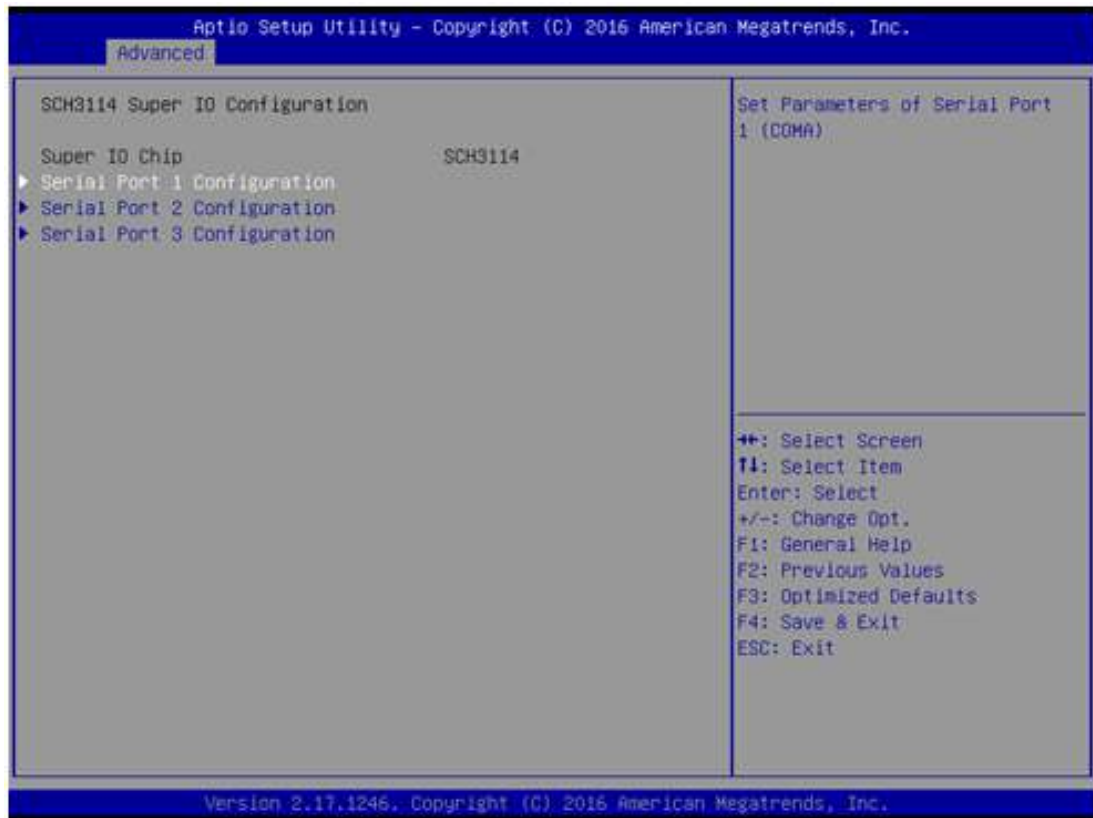 Aptio Setup Utility – Copyright (C) 2016 American Megatrends, Inc.
Advanced
SCH3114 Super IO Configuration
Super IO Chip SCH3114
Serial Port 1 Configuration
Serial Port 2 Configuration
Serial Port 3 Configuration
Set Parameters of Serial Port
1 (COMA)
→←: Select Screen
↑↓: Select Item
Enter: Select
+/-: Change Opt.
F1: General Help
F2: Previous Values
F3: Optimized Defaults
F4: Save & Exit
ESC: Exit
Version 2.17.1246. Copyright (C) 2016 American Megatrends, Inc.